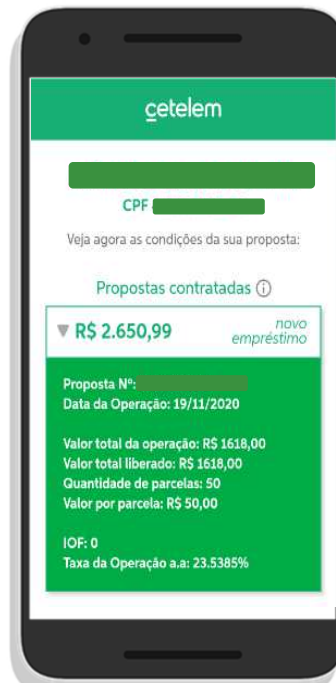 cetelem
CPF
Veja agora as condições da sua proposta:
Propostas contratadas
R$ 2.650,99
novo
empréstimo
Proposta Nº:
Data da Operação: 19/11/2020
Valor total da operação: R$ 1618,00
Valor total liberado: R$ 1618,00
Quantidade de parcelas: 50
Valor por parcela: R$ 50,00
IOF: 0
Taxa da Operação a.a: 23.5385%